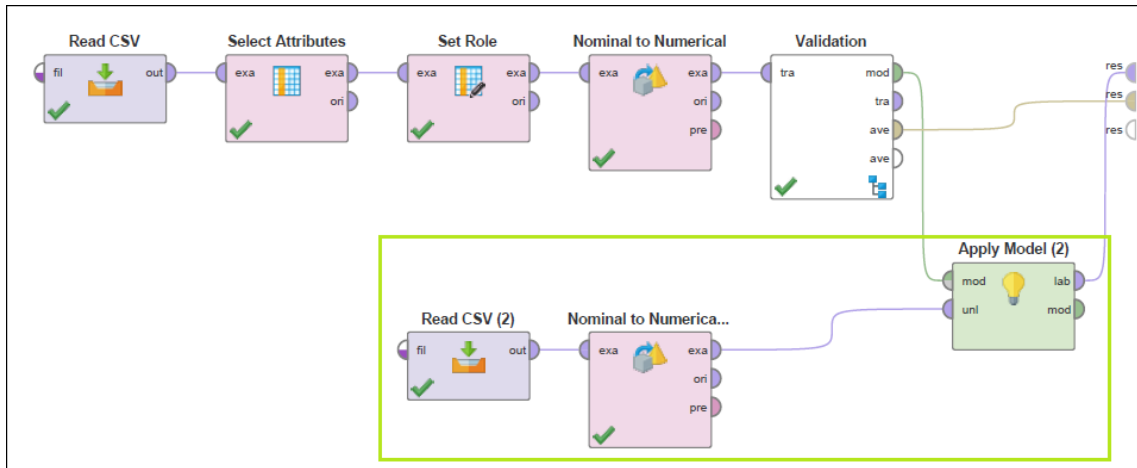 Read CSV
fil
out
Select Attributes
exa
exa
ori
Set Role
exa
exa
ori
Nominal to Numerical
exa
exa
ori
pre
Validation
tra
mod
tra
ave
ave
res
res
res
Apply Model (2)
mod
lab
unl
mod
Read CSV (2)
fil
out
Nominal to Numerica...
exa
exa
ori
pre